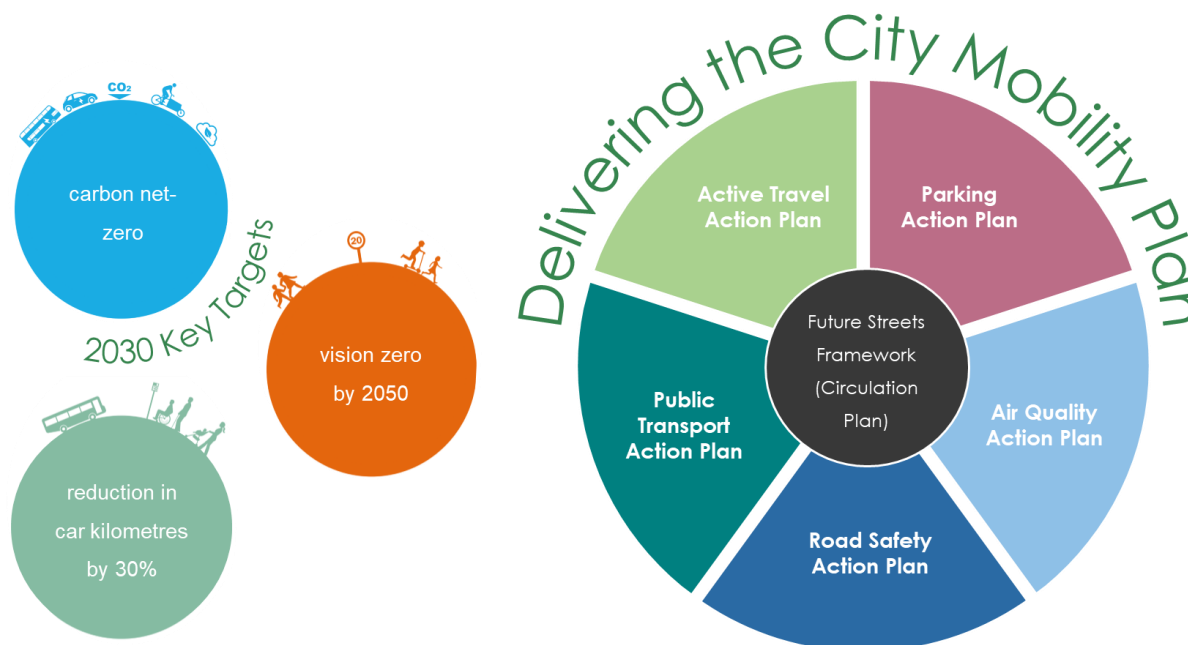 CO₂
carbon net-
zero
2030 Key Targets
20
vision zero
by 2050
reduction in
car kilometres
by 30%
Delivering the City Mobility Plan
Active Travel
Action Plan
Parking
Action Plan
Future Streets
Framework
(Circulation
Plan)
Public
Transport
Action Plan
Air Quality
Action Plan
Road Safety
Action Plan